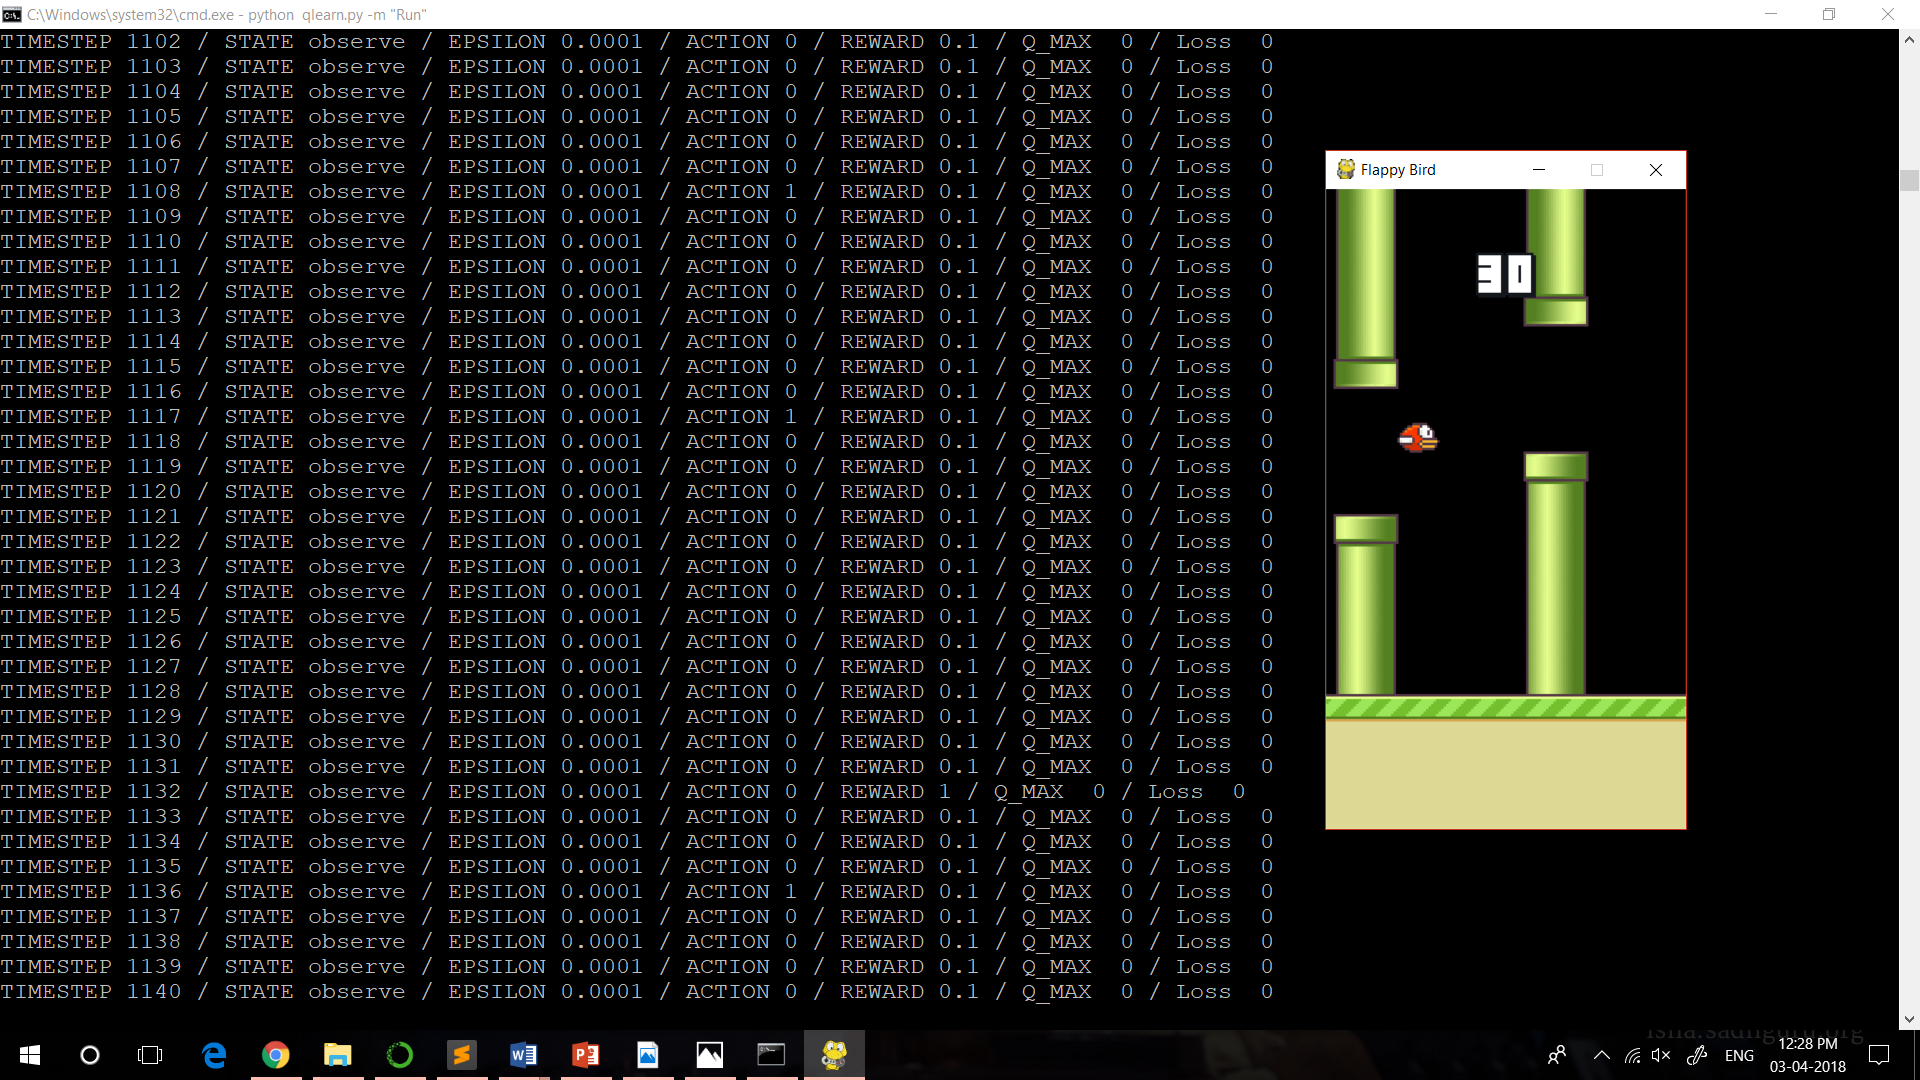 C:\Windows\system32\cmd.exe - python  qlearn.py -m "Run"
TIMESTEP 1102 / STATE observe / EPSILON 0.0001 / ACTION 0 / REWARD 0.1 / Q_MAX  0 / Loss  0
TIMESTEP 1103 / STATE observe / EPSILON 0.0001 / ACTION 0 / REWARD 0.1 / Q_MAX  0 / Loss  0
TIMESTEP 1104 / STATE observe / EPSILON 0.0001 / ACTION 0 / REWARD 0.1 / Q_MAX  0 / Loss  0
TIMESTEP 1105 / STATE observe / EPSILON 0.0001 / ACTION 0 / REWARD 0.1 / Q_MAX  0 / Loss  0
TIMESTEP 1106 / STATE observe / EPSILON 0.0001 / ACTION 0 / REWARD 0.1 / Q_MAX  0 / Loss  0
TIMESTEP 1107 / STATE observe / EPSILON 0.0001 / ACTION 0 / REWARD 0.1 / Q_MAX  0 / Loss  0
TIMESTEP 1108 / STATE observe / EPSILON 0.0001 / ACTION 1 / REWARD 0.1 / Q_MAX  0 / Loss  0
TIMESTEP 1109 / STATE observe / EPSILON 0.0001 / ACTION 0 / REWARD 0.1 / Q_MAX  0 / Loss  0
TIMESTEP 1110 / STATE observe / EPSILON 0.0001 / ACTION 0 / REWARD 0.1 / Q_MAX  0 / Loss  0
TIMESTEP 1111 / STATE observe / EPSILON 0.0001 / ACTION 0 / REWARD 0.1 / Q_MAX  0 / Loss  0
TIMESTEP 1112 / STATE observe / EPSILON 0.0001 / ACTION 0 / REWARD 0.1 / Q_MAX  0 / Loss  0
TIMESTEP 1113 / STATE observe / EPSILON 0.0001 / ACTION 0 / REWARD 0.1 / Q_MAX  0 / Loss  0
TIMESTEP 1114 / STATE observe / EPSILON 0.0001 / ACTION 0 / REWARD 0.1 / Q_MAX  0 / Loss  0
TIMESTEP 1115 / STATE observe / EPSILON 0.0001 / ACTION 0 / REWARD 0.1 / Q_MAX  0 / Loss  0
TIMESTEP 1116 / STATE observe / EPSILON 0.0001 / ACTION 0 / REWARD 0.1 / Q_MAX  0 / Loss  0
TIMESTEP 1117 / STATE observe / EPSILON 0.0001 / ACTION 1 / REWARD 0.1 / Q_MAX  0 / Loss  0
TIMESTEP 1118 / STATE observe / EPSILON 0.0001 / ACTION 0 / REWARD 0.1 / Q_MAX  0 / Loss  0
TIMESTEP 1119 / STATE observe / EPSILON 0.0001 / ACTION 0 / REWARD 0.1 / Q_MAX  0 / Loss  0
TIMESTEP 1120 / STATE observe / EPSILON 0.0001 / ACTION 0 / REWARD 0.1 / Q_MAX  0 / Loss  0
TIMESTEP 1121 / STATE observe / EPSILON 0.0001 / ACTION 0 / REWARD 0.1 / Q_MAX  0 / Loss  0
TIMESTEP 1122 / STATE observe / EPSILON 0.0001 / ACTION 0 / REWARD 0.1 / Q_MAX  0 / Loss  0
TIMESTEP 1123 / STATE observe / EPSILON 0.0001 / ACTION 0 / REWARD 0.1 / Q_MAX  0 / Loss  0
TIMESTEP 1124 / STATE observe / EPSILON 0.0001 / ACTION 0 / REWARD 0.1 / Q_MAX  0 / Loss  0
TIMESTEP 1125 / STATE observe / EPSILON 0.0001 / ACTION 0 / REWARD 0.1 / Q_MAX  0 / Loss  0
TIMESTEP 1126 / STATE observe / EPSILON 0.0001 / ACTION 0 / REWARD 0.1 / Q_MAX  0 / Loss  0
TIMESTEP 1127 / STATE observe / EPSILON 0.0001 / ACTION 0 / REWARD 0.1 / Q_MAX  0 / Loss  0
TIMESTEP 1128 / STATE observe / EPSILON 0.0001 / ACTION 0 / REWARD 0.1 / Q_MAX  0 / Loss  0
TIMESTEP 1129 / STATE observe / EPSILON 0.0001 / ACTION 0 / REWARD 0.1 / Q_MAX  0 / Loss  0
TIMESTEP 1130 / STATE observe / EPSILON 0.0001 / ACTION 0 / REWARD 0.1 / Q_MAX  0 / Loss  0
TIMESTEP 1131 / STATE observe / EPSILON 0.0001 / ACTION 0 / REWARD 0.1 / Q_MAX  0 / Loss  0
TIMESTEP 1132 / STATE observe / EPSILON 0.0001 / ACTION 0 / REWARD 1 / Q_MAX  0 / Loss  0
TIMESTEP 1133 / STATE observe / EPSILON 0.0001 / ACTION 0 / REWARD 0.1 / Q_MAX  0 / Loss  0
TIMESTEP 1134 / STATE observe / EPSILON 0.0001 / ACTION 0 / REWARD 0.1 / Q_MAX  0 / Loss  0
TIMESTEP 1135 / STATE observe / EPSILON 0.0001 / ACTION 0 / REWARD 0.1 / Q_MAX  0 / Loss  0
TIMESTEP 1136 / STATE observe / EPSILON 0.0001 / ACTION 1 / REWARD 0.1 / Q_MAX  0 / Loss  0
TIMESTEP 1137 / STATE observe / EPSILON 0.0001 / ACTION 0 / REWARD 0.1 / Q_MAX  0 / Loss  0
TIMESTEP 1138 / STATE observe / EPSILON 0.0001 / ACTION 0 / REWARD 0.1 / Q_MAX  0 / Loss  0
TIMESTEP 1139 / STATE observe / EPSILON 0.0001 / ACTION 0 / REWARD 0.1 / Q_MAX  0 / Loss  0
TIMESTEP 1140 / STATE observe / EPSILON 0.0001 / ACTION 0 / REWARD 0.1 / Q_MAX  0 / Loss  0
Flappy Bird
30
ENG
12:28 PM
03-04-2018